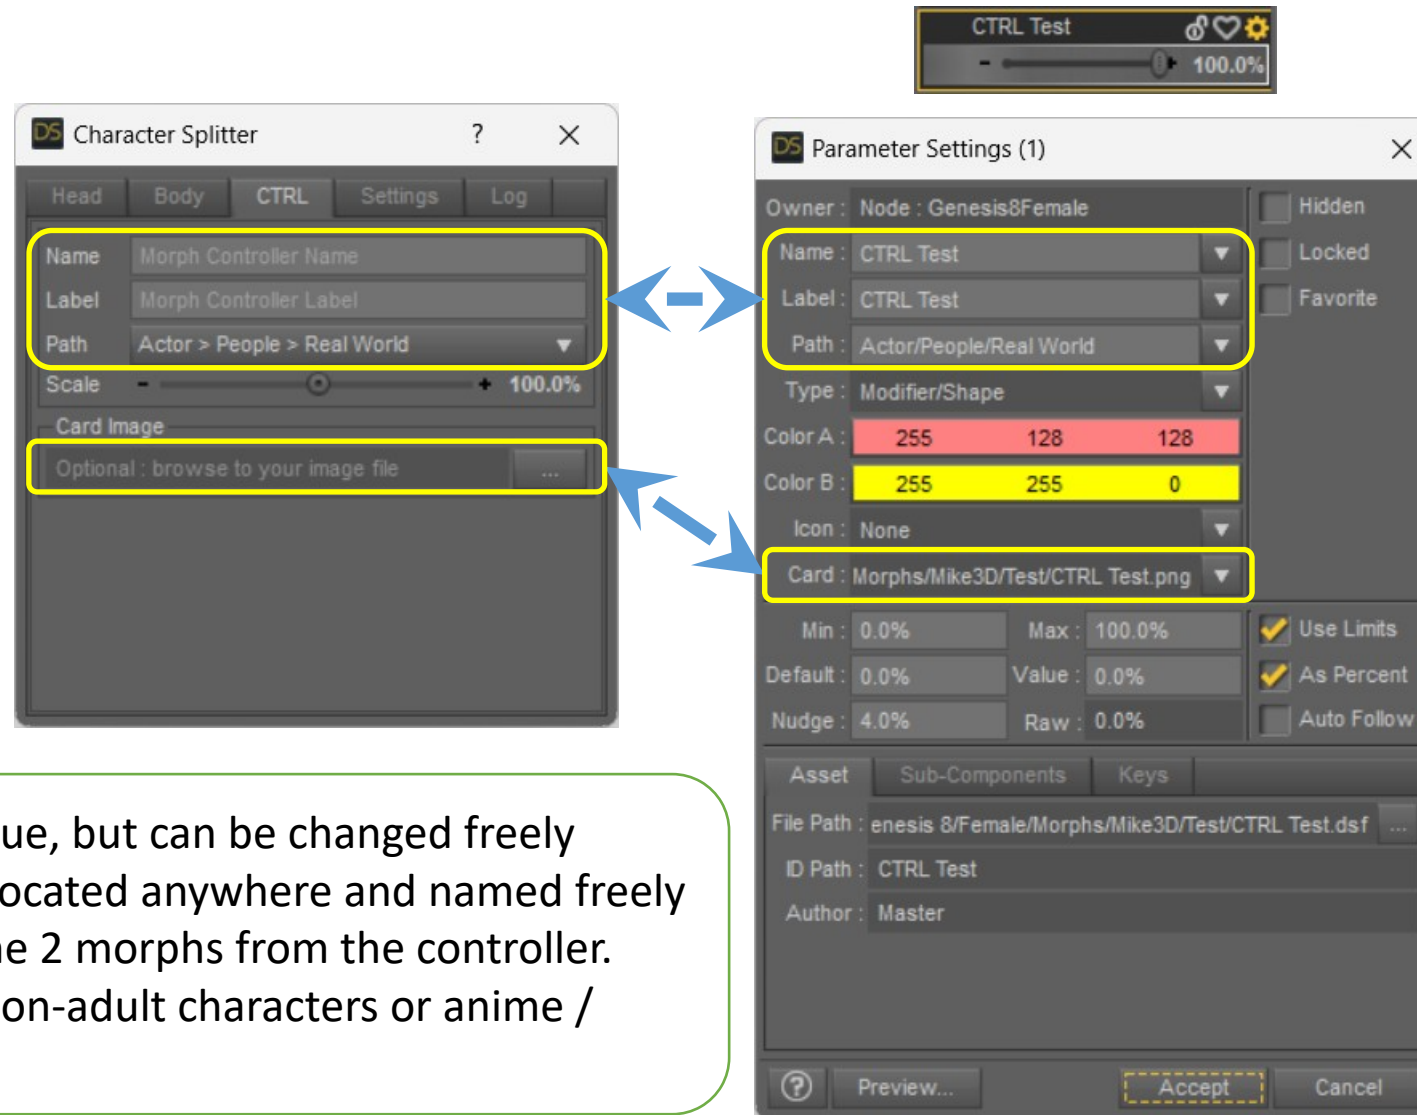 CTRL Test
- + 100.0%
DS Character Splitter ? ×
Head Body CTRL Settings Log
Name Morph Controller Name
Label Morph Controller Label
Path Actor > People > Real World
Scale - + 100.0%
Card Image
Optional : browse to your image file ...
DS Parameter Settings (1) ×
Owner : Node : Genesis8Female Hidden
Name : CTRL Test Locked
Label : CTRL Test Favorite
Path : Actor/People/Real World
Type : Modifier/Shape
Color A : 255 128 128
Color B : 255 255 0
Icon : None
Card : Morphs/Mike3D/Test/CTRL Test.png
Min : 0.0% Max : 100.0% Use Limits
Default : 0.0% Value : 0.0% As Percent
Nudge : 4.0% Raw : 0.0% Auto Follow
Asset Sub-Components Keys
File Path : enesis 8/Female/Morphs/Mike3D/Test/CTRL Test.dsf ...
ID Path : CTRL Test
Author : Master
? Preview... Accept Cancel
ue, but can be changed freely
ocated anywhere and named freely
ne 2 morphs from the controller.
on-adult characters or anime /